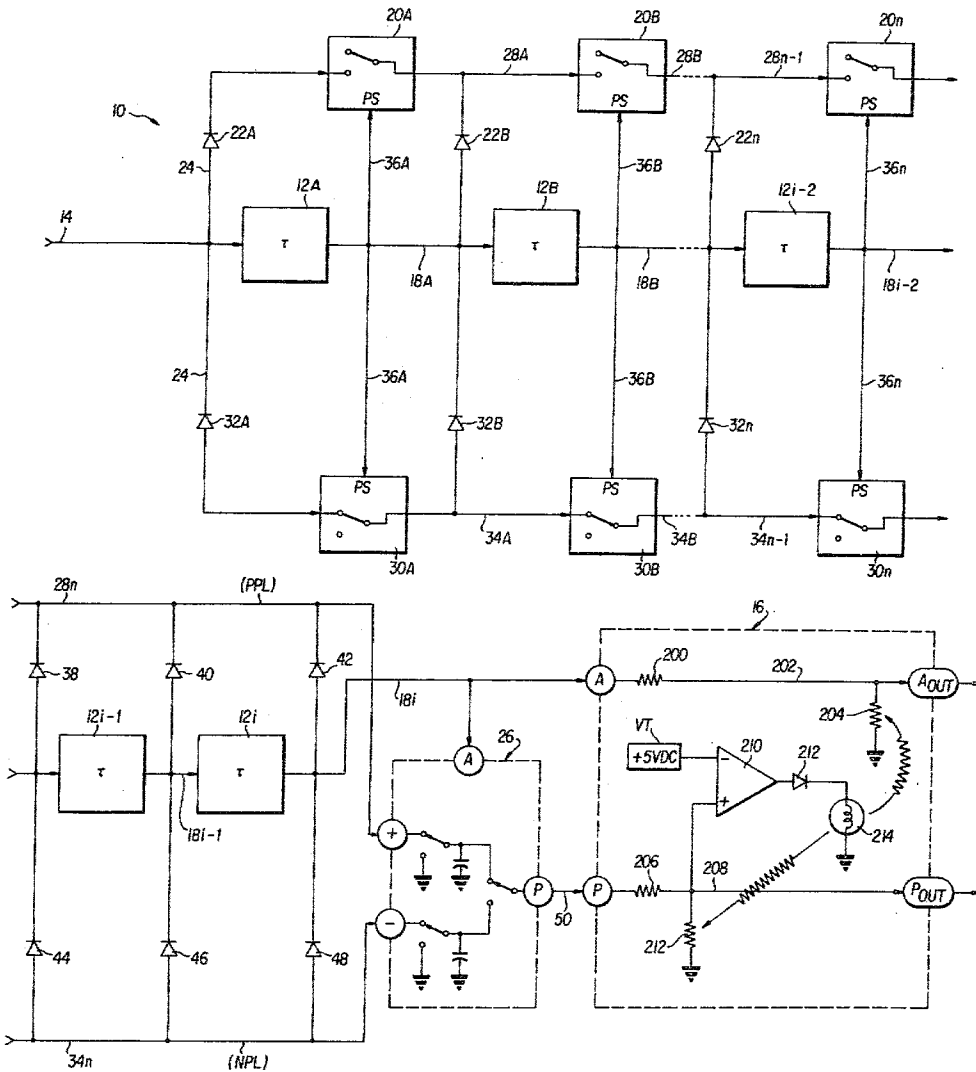 20A
20B
20n
28A
28B
28n-1
PS
PS
PS
10
22A
22B
22n
24
36A
36B
36n
12A
12B
12i-2
14
τ
τ
τ
18A
18B
18i-2
24
36A
36B
36n
32A
32B
32n
PS
PS
PS
34A
34B
34n-1
30A
30B
30n
28n
(PPL)
16
38
40
42
200
202
A
AOUT
18i
204
12i-1
12i
VT
+5VDC
210
212
τ
τ
A
26
-
+
18i-1
214
+
206
208
P
50
P
POUT
-
44
46
48
212
34n
(NPL)